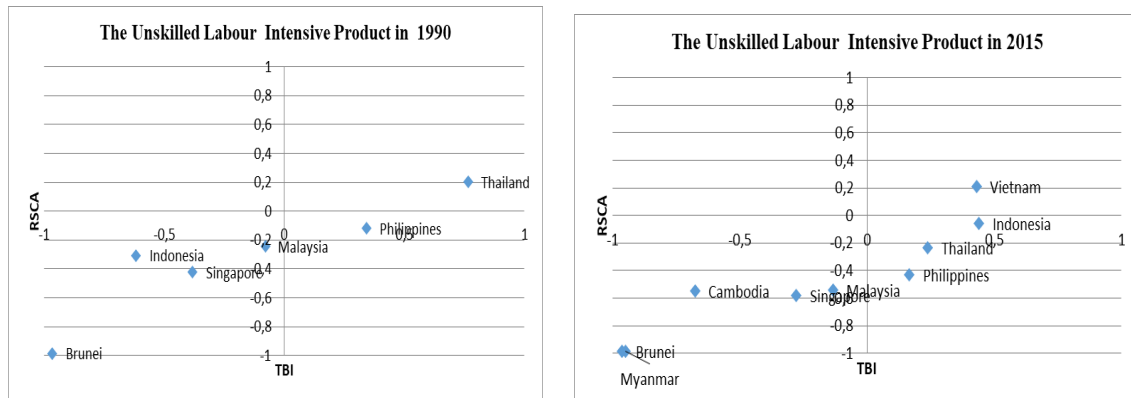 The Unskilled Labour Intensive Product in 1990
1
0,8
0,6
0,4
0,2
Thailand
0
Philippines
-1
-0,5
0
0,5
1
-0,2
Malaysia
Indonesia
Singapore
-0,4
-0,6
-0,8
Brunei
-1
RSCA
TBI
The Unskilled Labour Intensive Product in 2015
1
0,8
0,6
0,4
0,2
Vietnam
0
Indonesia
-1
-0,5
0
0,5
1
-0,2
Thailand
-0,4
Philippines
Cambodia
Singapore
Malaysia
-0,6
-0,8
-1
Brunei
Myanmar
RSCA
TBI